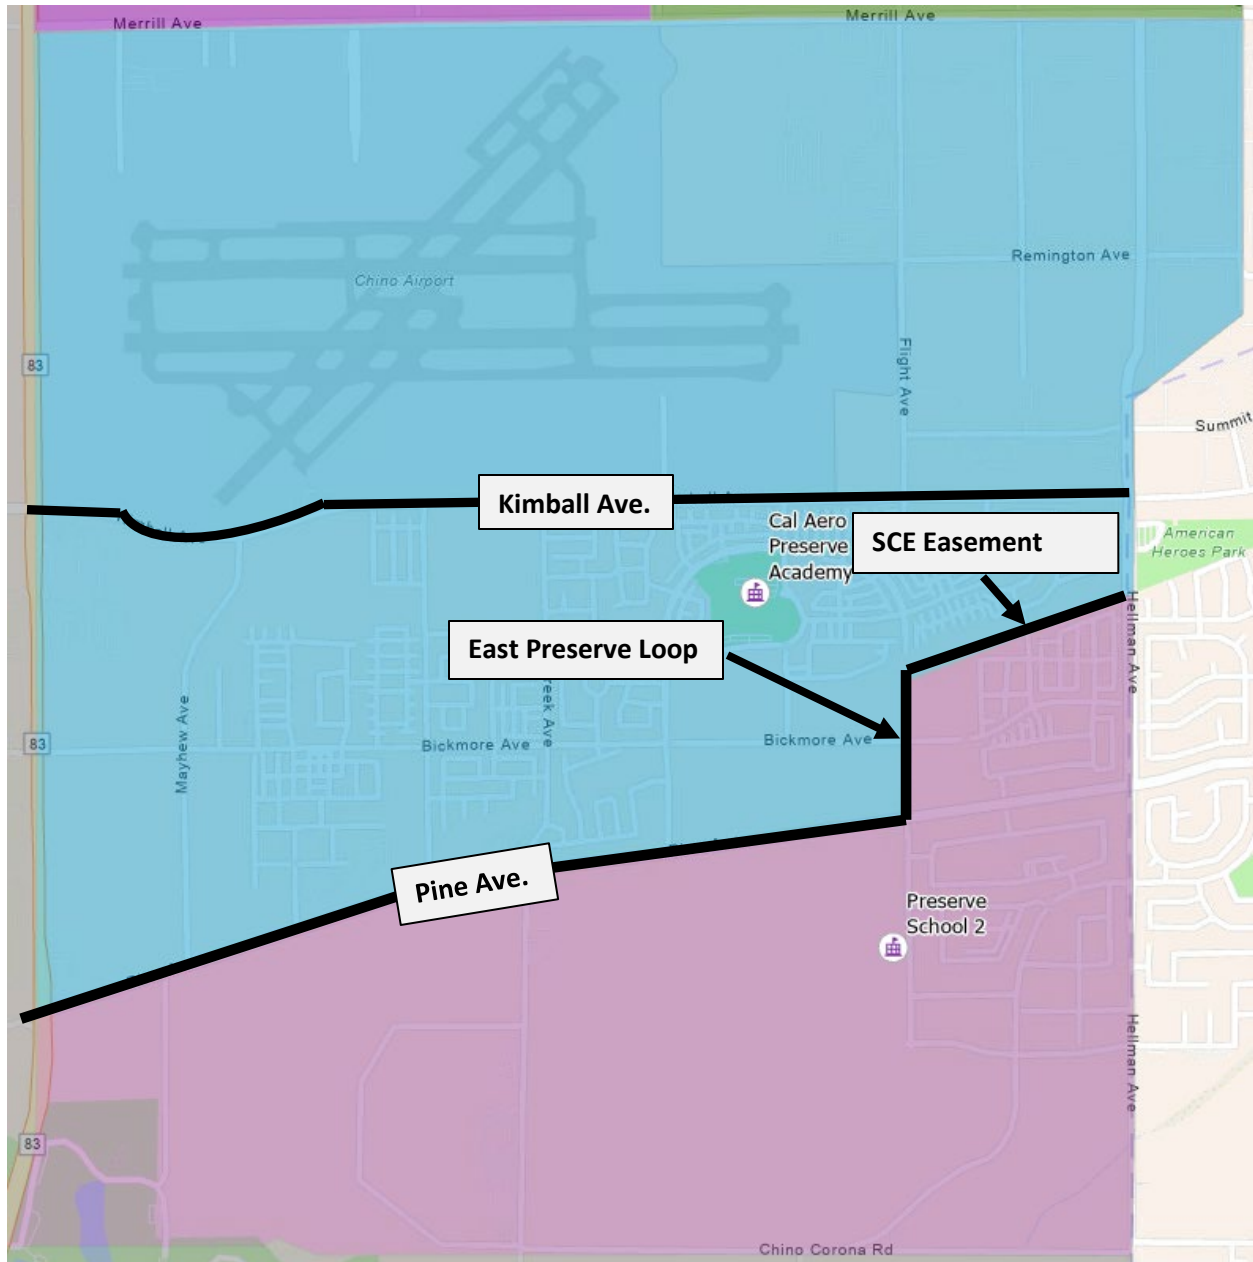 Merrill Ave
Merrill Ave
Remington Ave
Chino Airport
Flight Ave
83
Summit
Kimball Ave.
Cal Aero
Preserve
Academy
SCE Easement
American
Heroes Park
Hellman Ave
East Preserve Loop
Mayhew Ave
83
Bickmore Ave
Bickmore Ave
Pine Ave.
Preserve
School 2
Hellman Ave
83
Chino Corona Rd